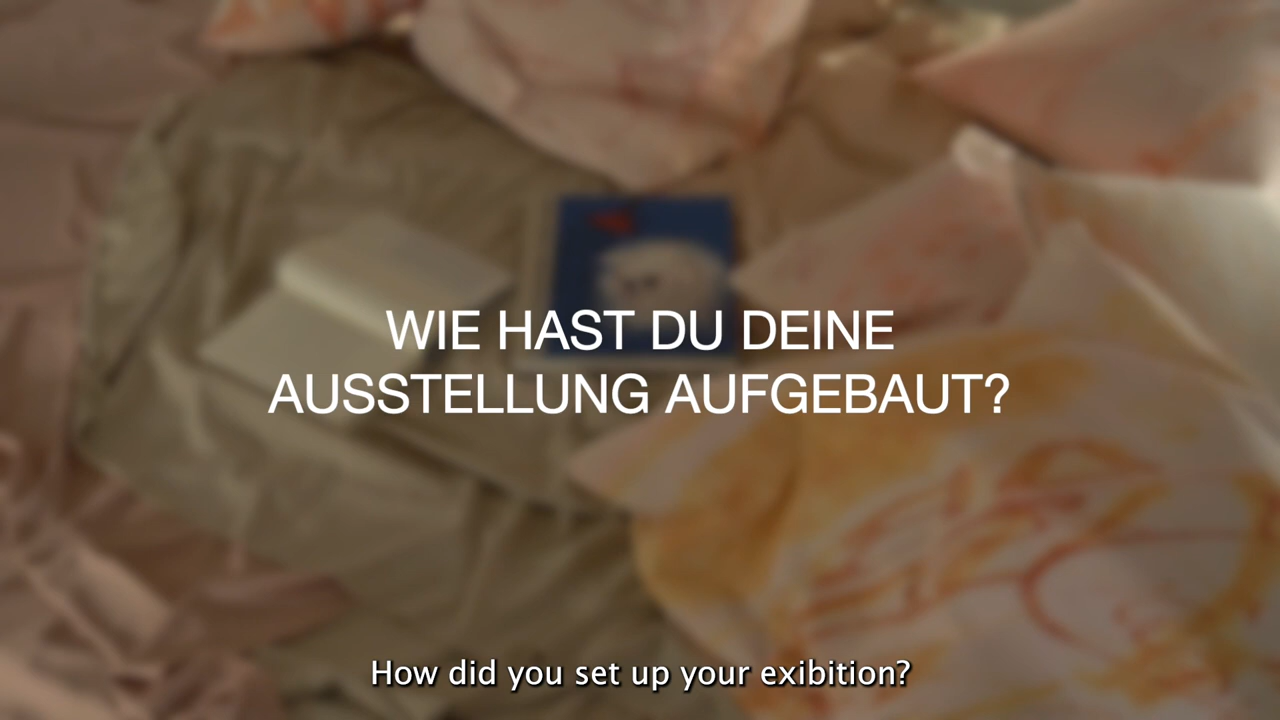 WIE HAST DU DEINE
AUSSTELLUNG AUFGEBAUT?
How did you set up your exibition?